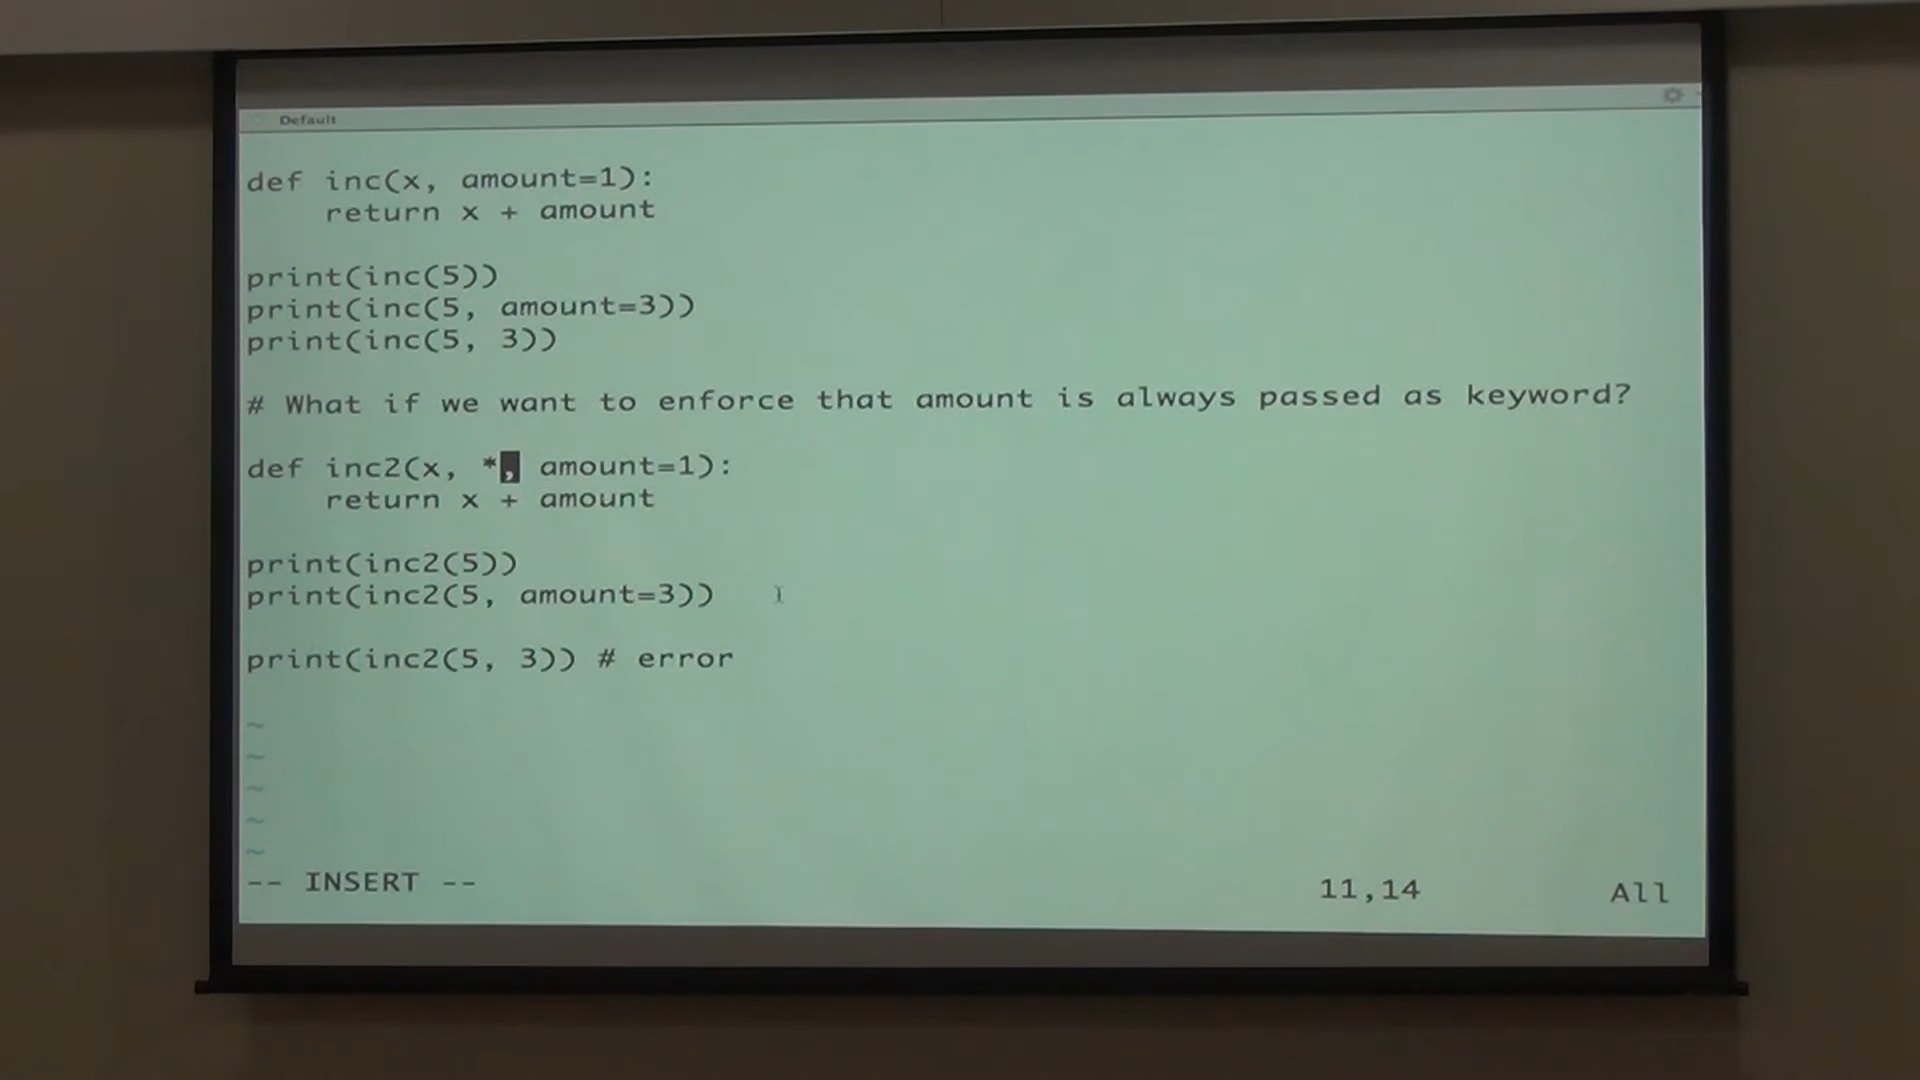 Default
def inc(x, amount=1):
    return x + amount
print(inc(5))
print(inc(5, amount=3))
print(inc(5, 3))
# What if we want to enforce that amount is always passed as keyword?
def inc2(x, *, amount=1):
    return x + amount
print(inc2(5))
print(inc2(5, amount=3))
print(inc2(5, 3)) # error
~
~
~
~
~
-- INSERT -- 11,14 All